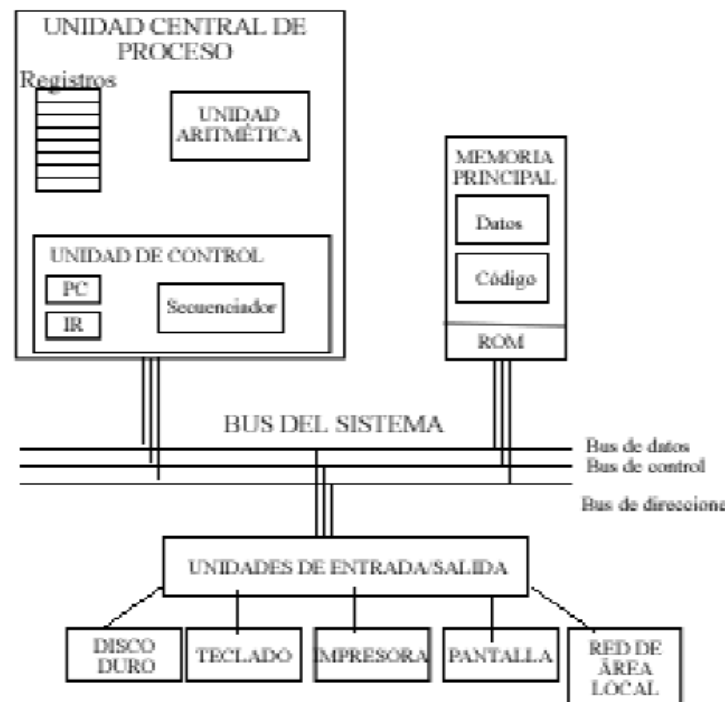 UNIDAD CENTRAL DE
PROCESO
Registros
UNIDAD
ARITMÉTICA
UNIDAD DE CONTROL
PC
IR
Secuenciador
MEMORIA
PRINCIPAL
Datos
Código
ROM
BUS DEL SISTEMA
Bus de datos
Bus de control
Bus de direccione
UNIDADES DE ENTRADA/SALIDA
DISCO
DURO
TECLADO
IMPRESORA
PANTALLA
RED DE
ÁREA
LOCAL